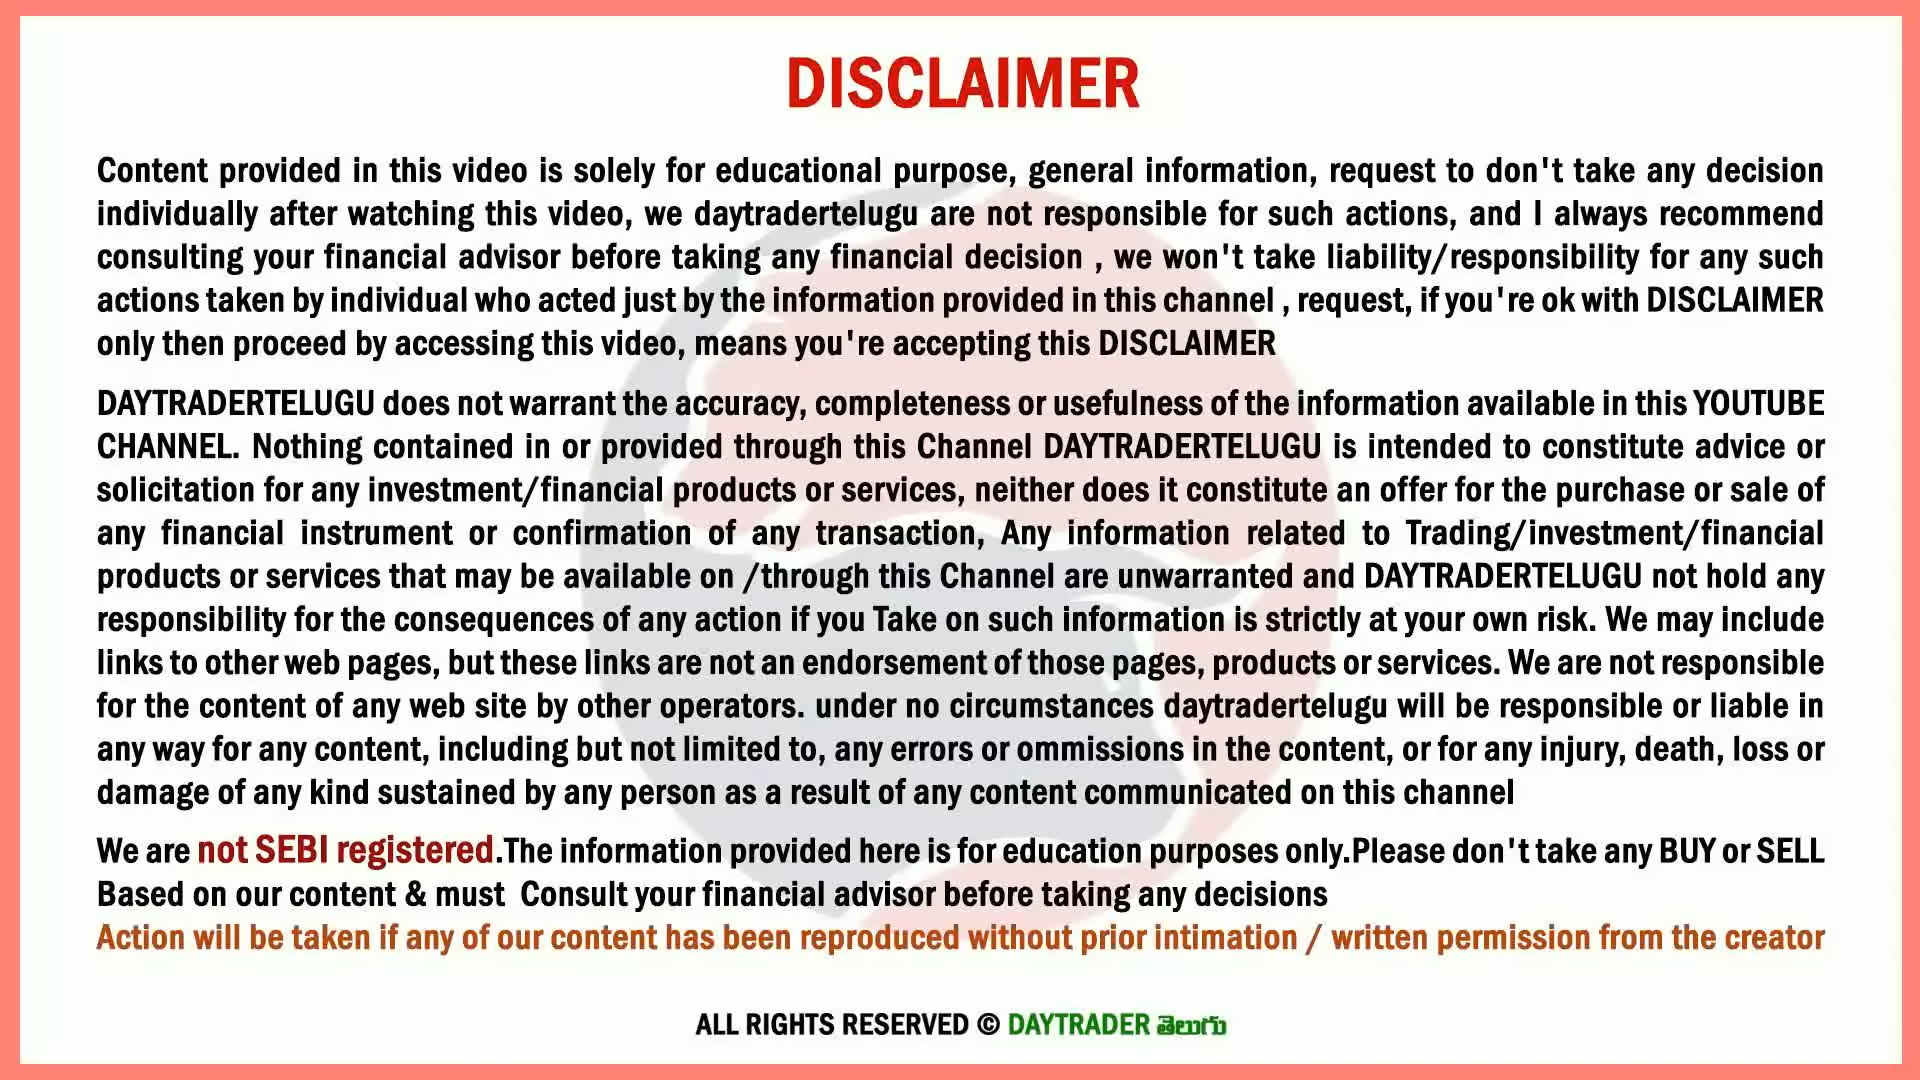 DISCLAIMER
Content provided in this video is solely for educational purpose, general information, request to don't take any decision
individually after watching this video, we daytradertelugu are not responsible for such actions, and I always recommend
consulting your financial advisor before taking any financial decision , we won't take liability/responsibility for any such
actions taken by individual who acted just by the information provided in this channel , request, if you're ok with DISCLAIMER
only then proceed by accessing this video, means you're accepting this DISCLAIMER
DAYTRADERTELUGU does not warrant the accuracy, completeness or usefulness of the information available in this YOUTUBE
CHANNEL. Nothing contained in or provided through this Channel DAYTRADERTELUGU is intended to constitute advice or
solicitation for any investment/financial products or services, neither does it constitute an offer for the purchase or sale of
any financial instrument or confirmation of any transaction, Any information related to Trading/investment/financial
products or services that may be available on /through this Channel are unwarranted and DAYTRADERTELUGU not hold any
responsibility for the consequences of any action if you Take on such information is strictly at your own risk. We may include
links to other web pages, but these links are not an endorsement of those pages, products or services. We are not responsible
for the content of any web site by other operators. under no circumstances daytradertelugu will be responsible or liable in
any way for any content, including but not limited to, any errors or ommissions in the content, or for any injury, death, loss or
damage of any kind sustained by any person as a result of any content communicated on this channel
We are not SEBI registered.The information provided here is for education purposes only.Please don't take any BUY or SELL
Based on our content & must  Consult your financial advisor before taking any decisions
Action will be taken if any of our content has been reproduced without prior intimation / written permission from the creator
ALL RIGHTS RESERVED © DAYTRADER తెలుగు